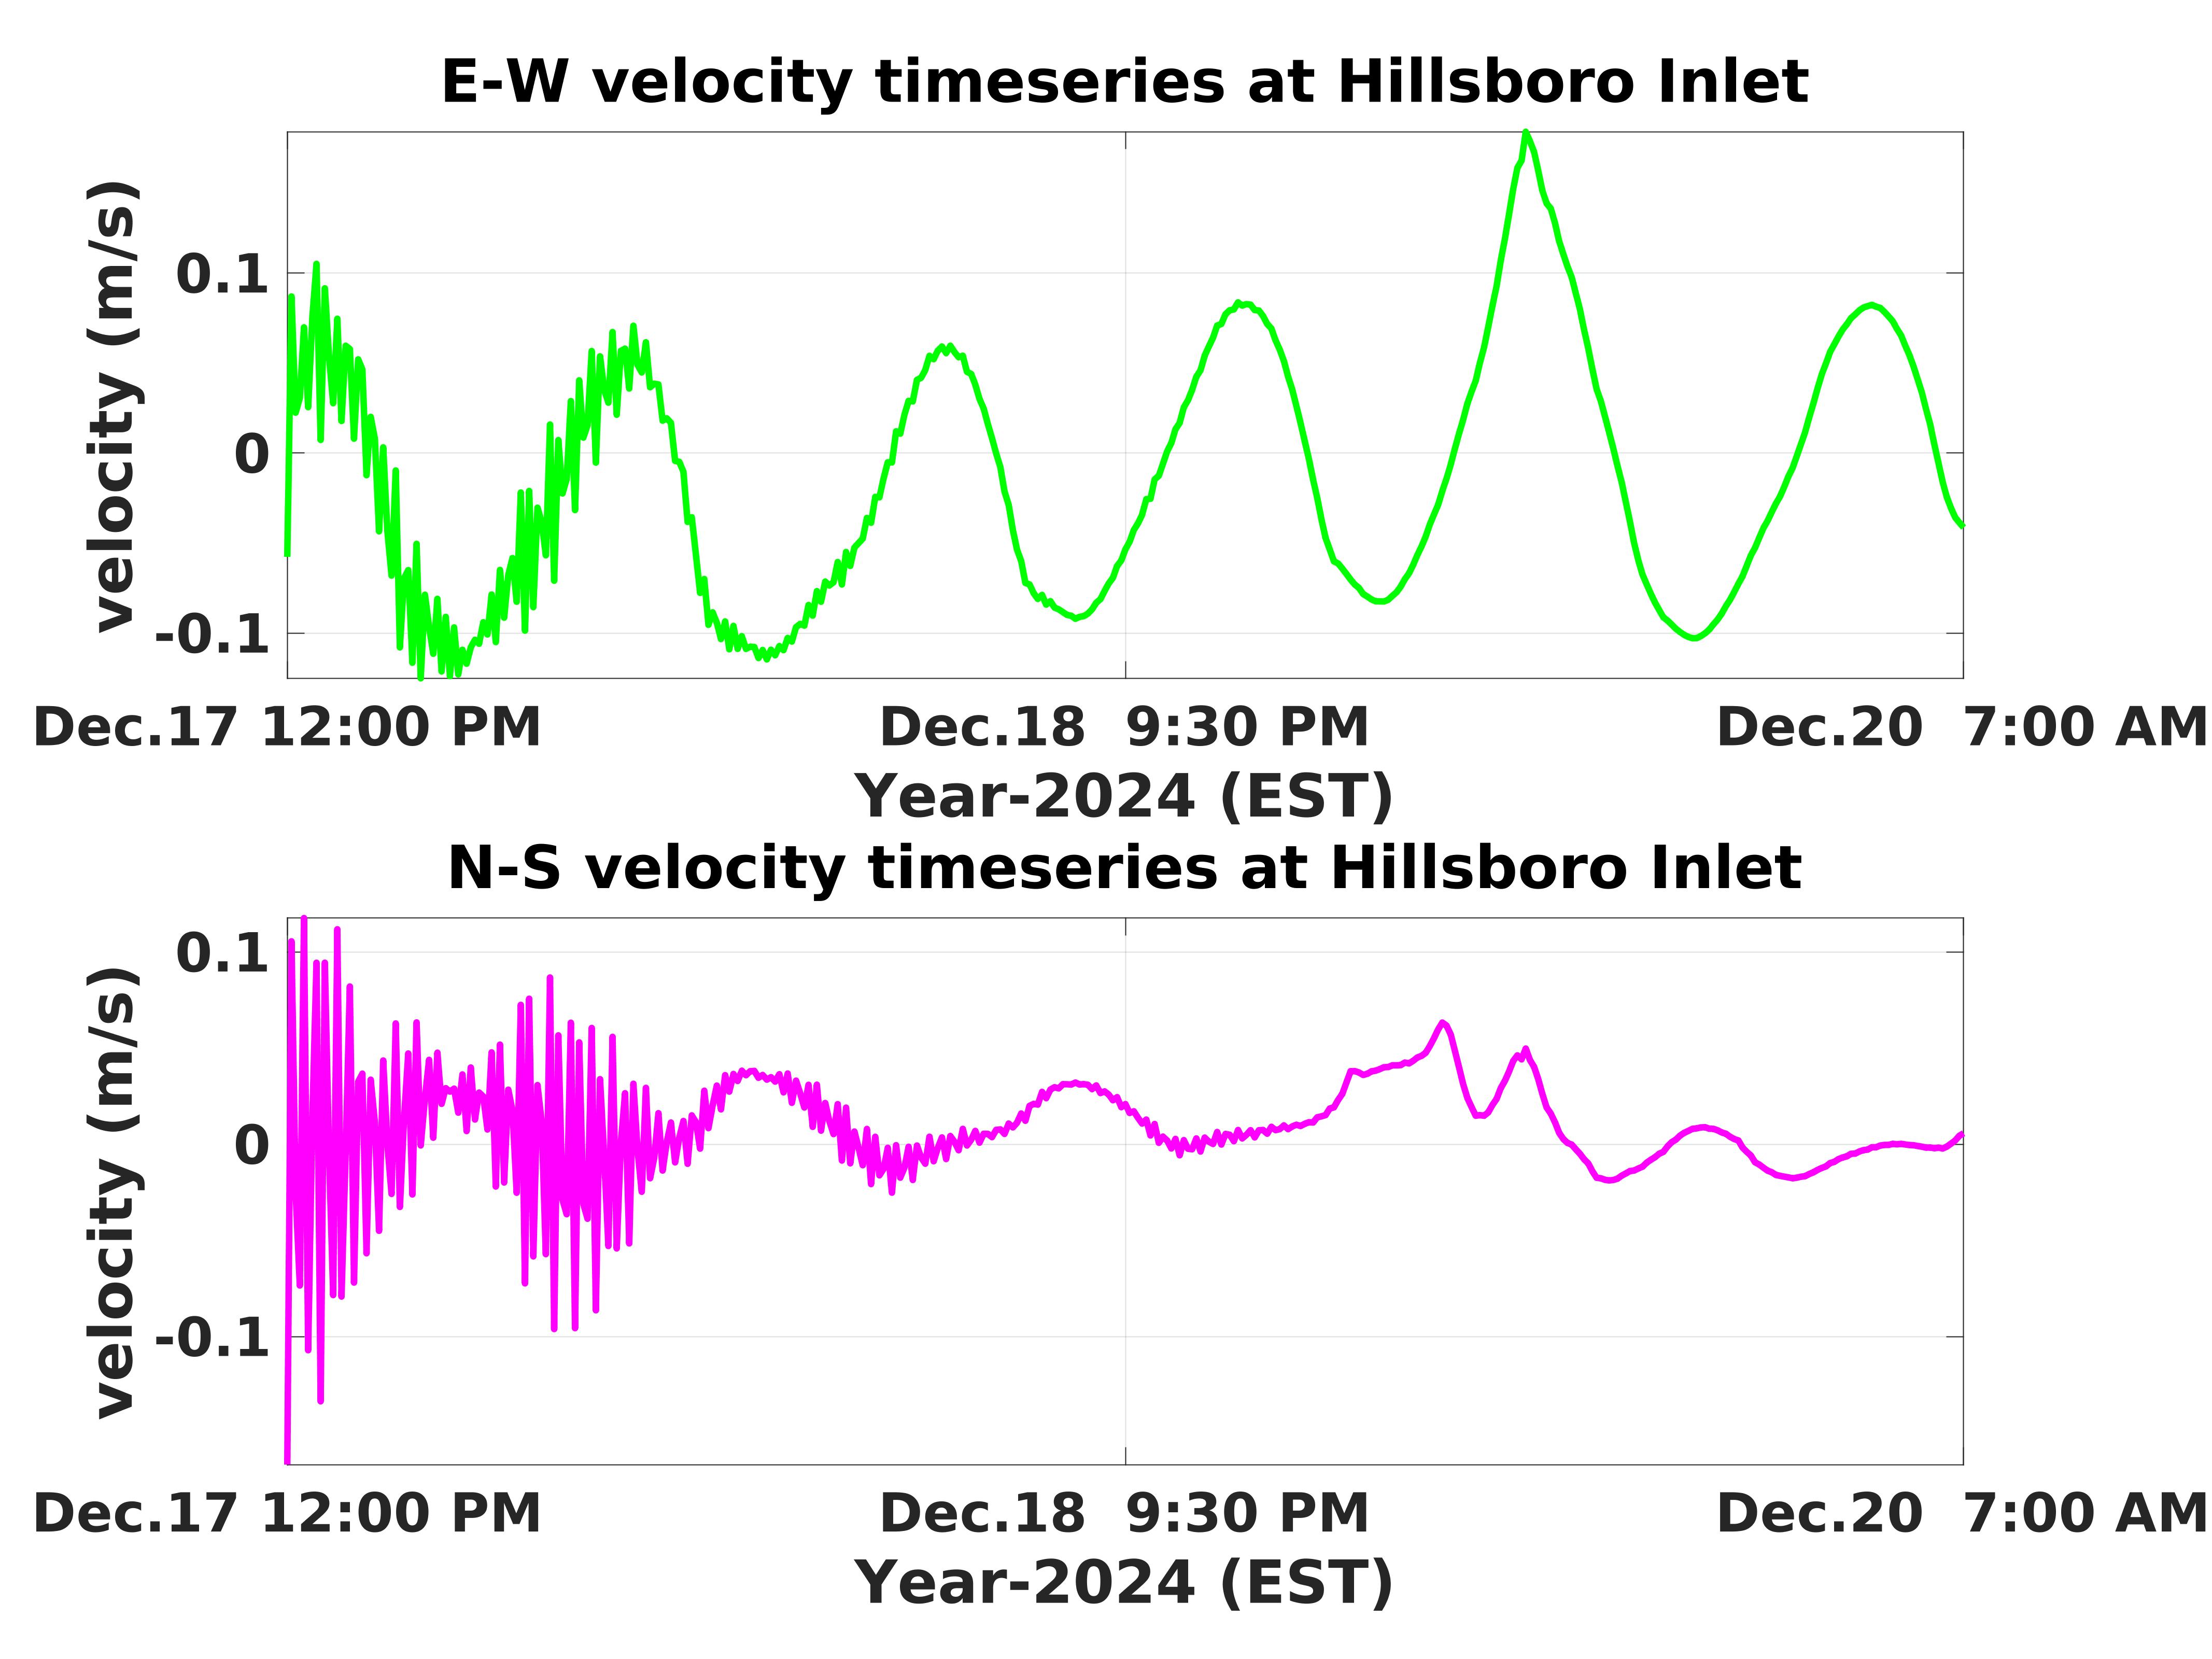 E-W velocity timeseries at Hillsboro Inlet
velocity (m/s)
0.1
0
-0.1
Dec.17 12:00 PM
Dec.18 9:30 PM
Dec.20 7:00 AM
Year-2024 (EST)
N-S velocity timeseries at Hillsboro Inlet
velocity (m/s)
0.1
0
-0.1
Dec.17 12:00 PM
Dec.18 9:30 PM
Dec.20 7:00 AM
Year-2024 (EST)